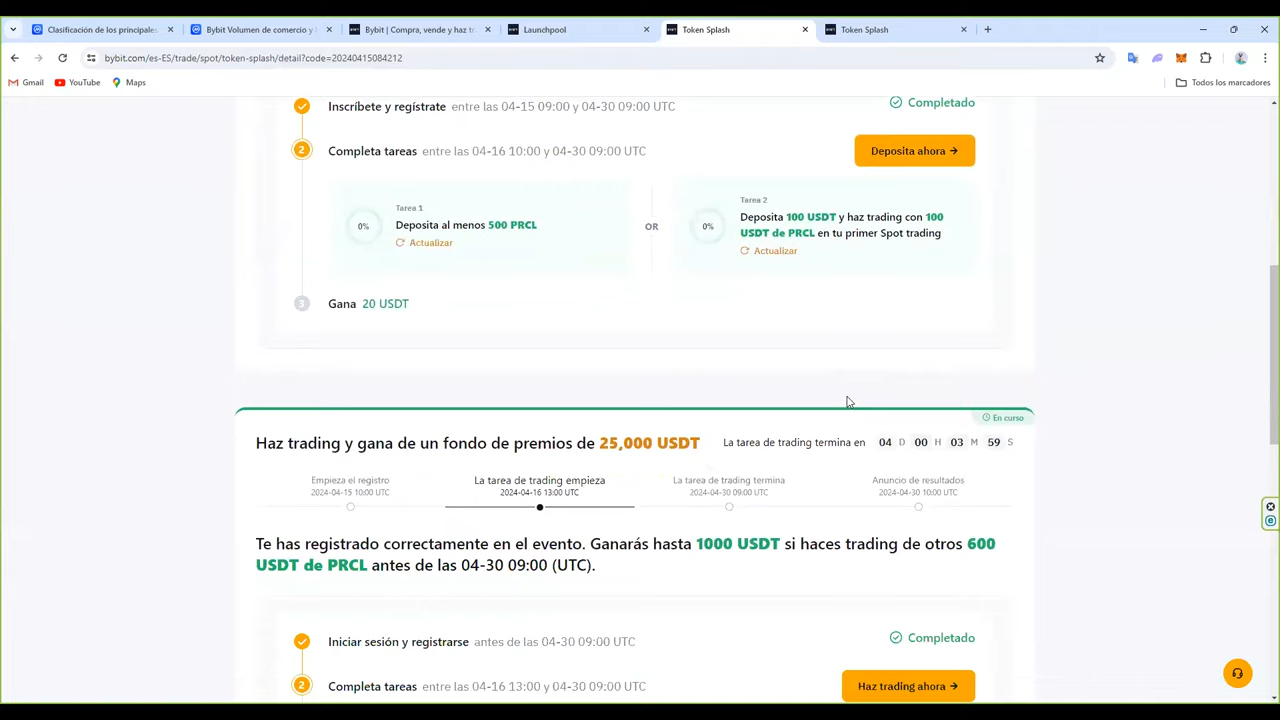 Clasificación de los principales
Bybit Volumen de comercio y l
Bybit | Compra, vende y haz tr
Launchpool
Token Splash
Token Splash
bybit.com/es-ES/trade/spot/token-splash/detail?code=20240415084212
Gmail
YouTube
Maps
Todos los marcadores
Inscríbete y regístrate entre las 04-15 09:00 y 04-30 09:00 UTC
Completado
2 Completa tareas entre las 04-16 10:00 y 04-30 09:00 UTC
Deposita ahora →
0%
Tarea 1
Deposita al menos 500 PRCL
Actualizar
OR
0%
Tarea 2
Deposita 100 USDT y haz trading con 100
USDT de PRCL en tu primer Spot trading
Actualizar
3 Gana 20 USDT
En curso
Haz trading y gana de un fondo de premios de 25,000 USDT
La tarea de trading termina en 04 D 00 H 03 M 59 S
Empieza el registro
2024-04-15 10:00 UTC
La tarea de trading empieza
2024-04-16 13:00 UTC
La tarea de trading termina
2024-04-30 09:00 UTC
Anuncio de resultados
2024-04-30 10:00 UTC
Te has registrado correctamente en el evento. Ganarás hasta 1000 USDT si haces trading de otros 600
USDT de PRCL antes de las 04-30 09:00 (UTC).
Iniciar sesión y registrarse antes de las 04-30 09:00 UTC
Completado
2 Completa tareas entre las 04-16 13:00 y 04-30 09:00 UTC
Haz trading ahora →